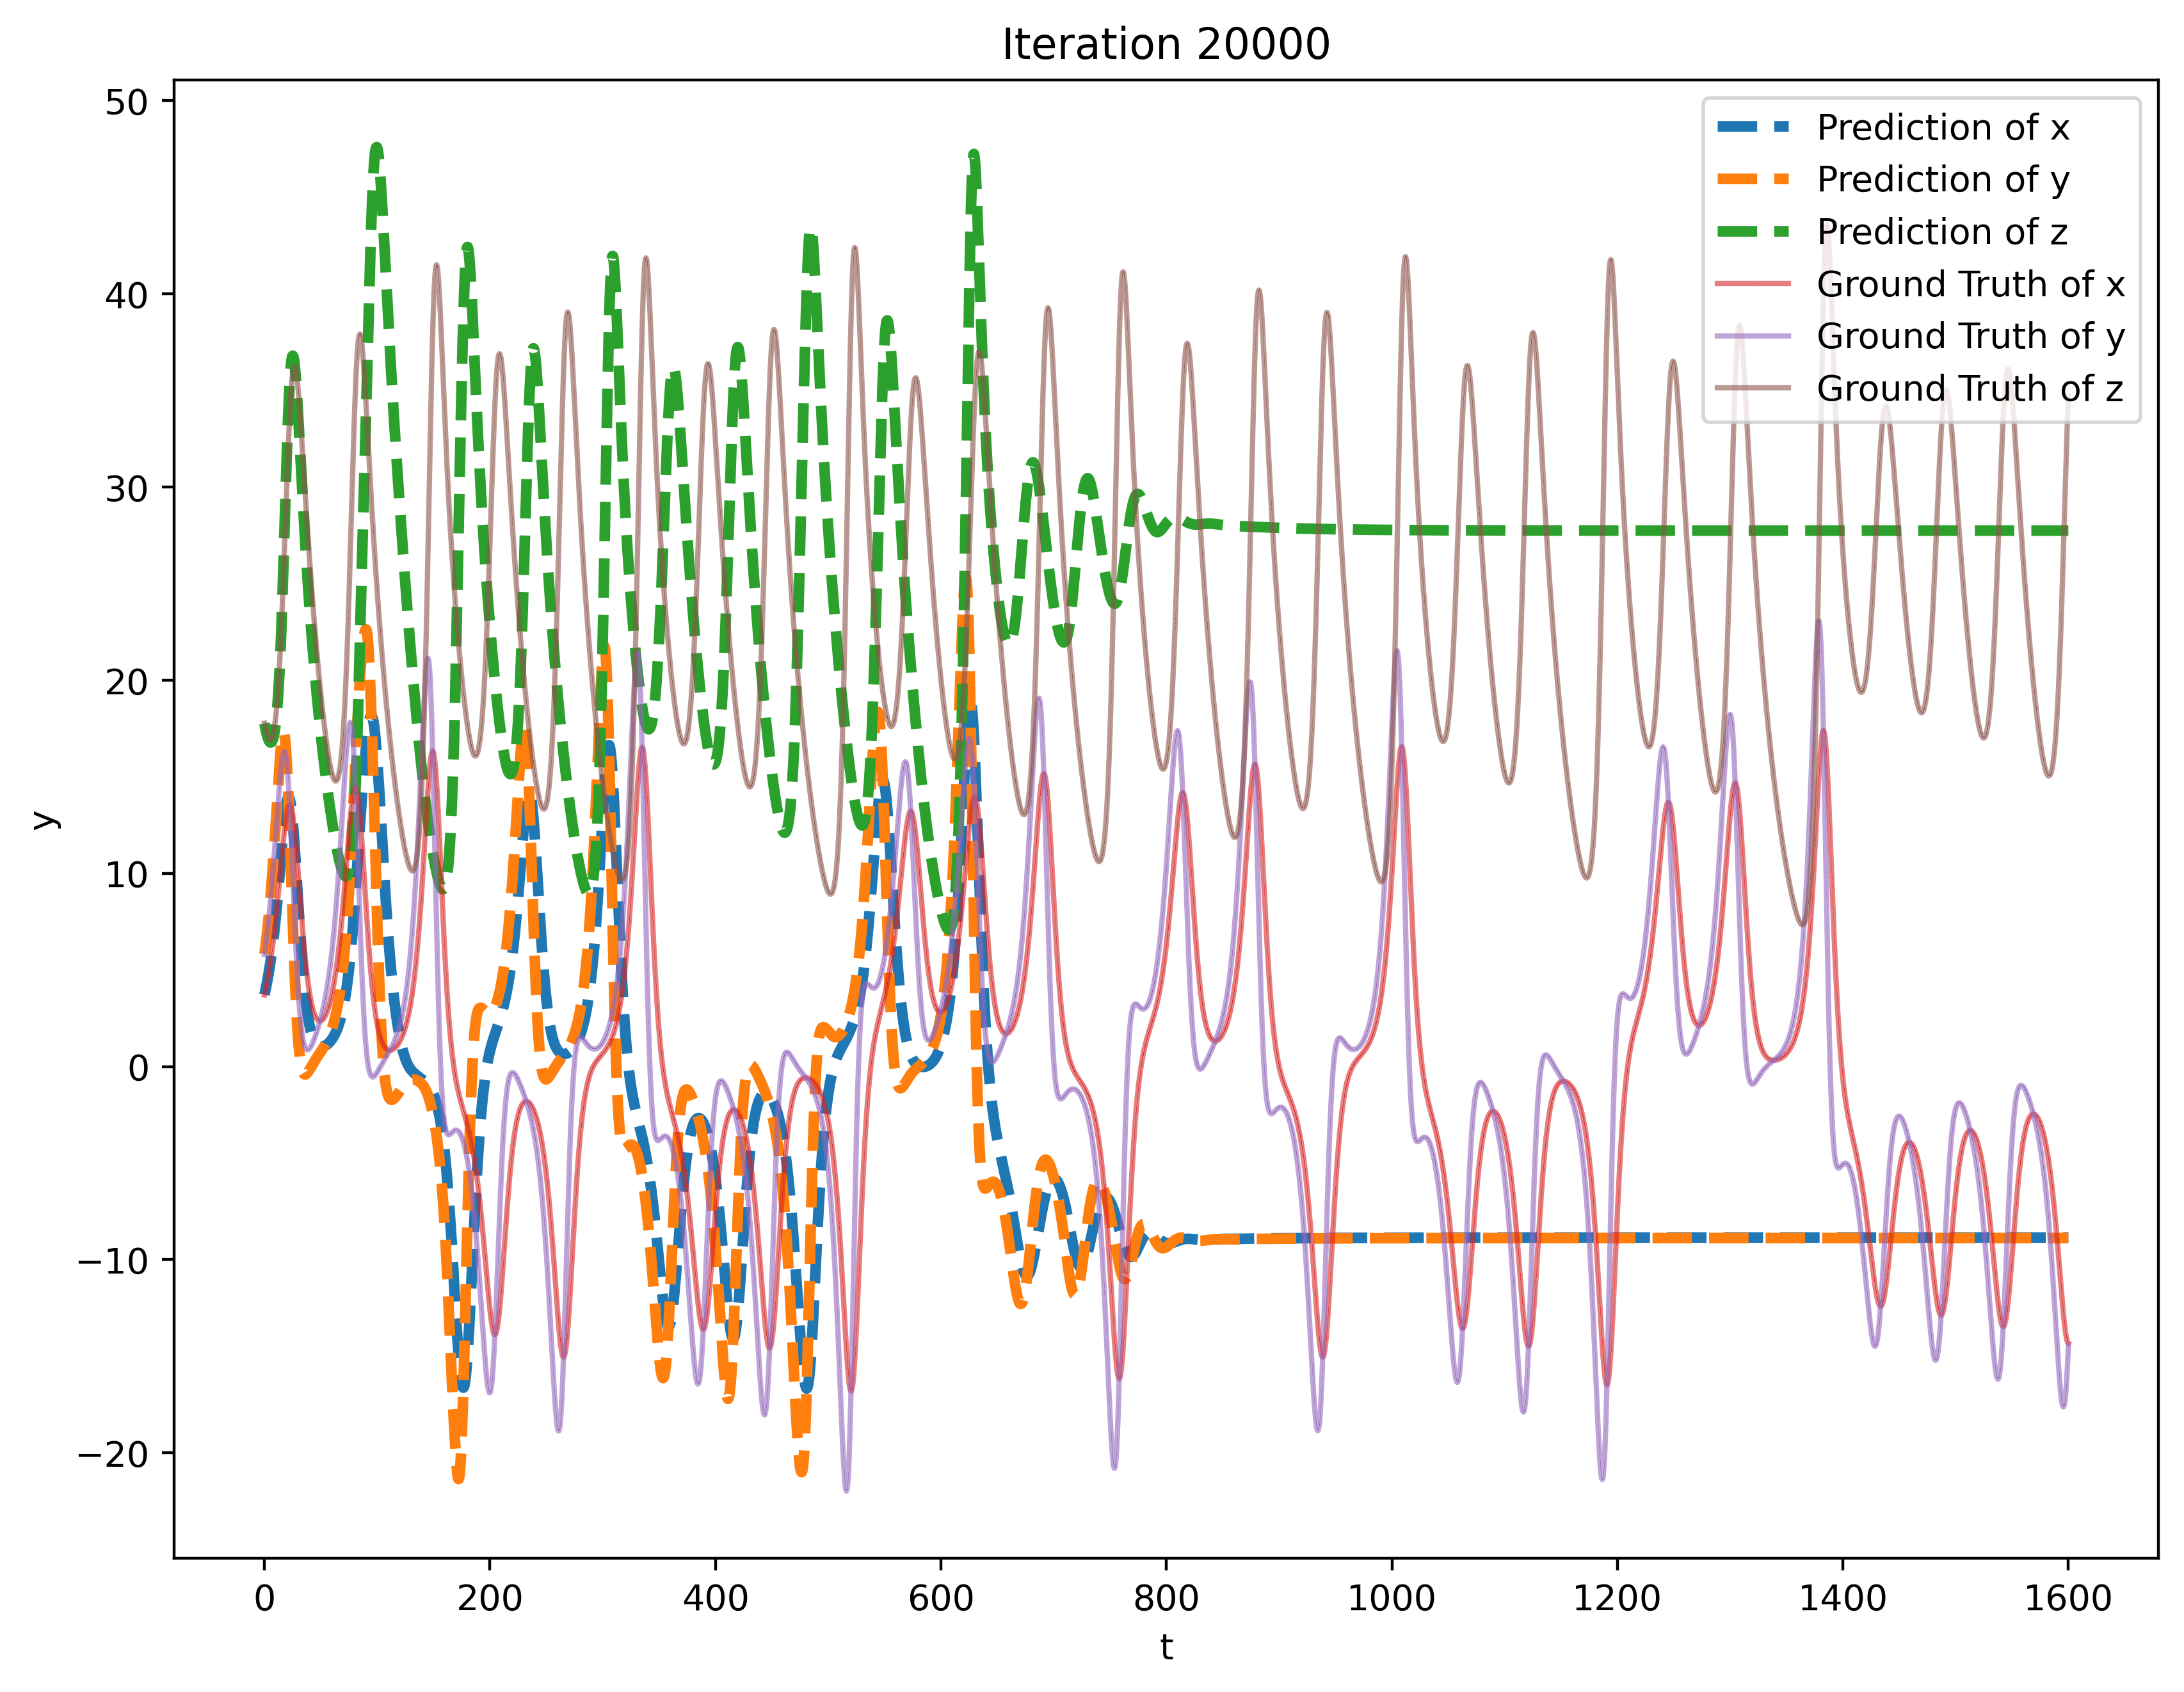 Iteration 20000
50
40
30
20
10
0
−10
−20
y
0 200 400 600 800 1000 1200 1400 1600
t
Prediction of x
Prediction of y
Prediction of z
Ground Truth of x
Ground Truth of y
Ground Truth of z